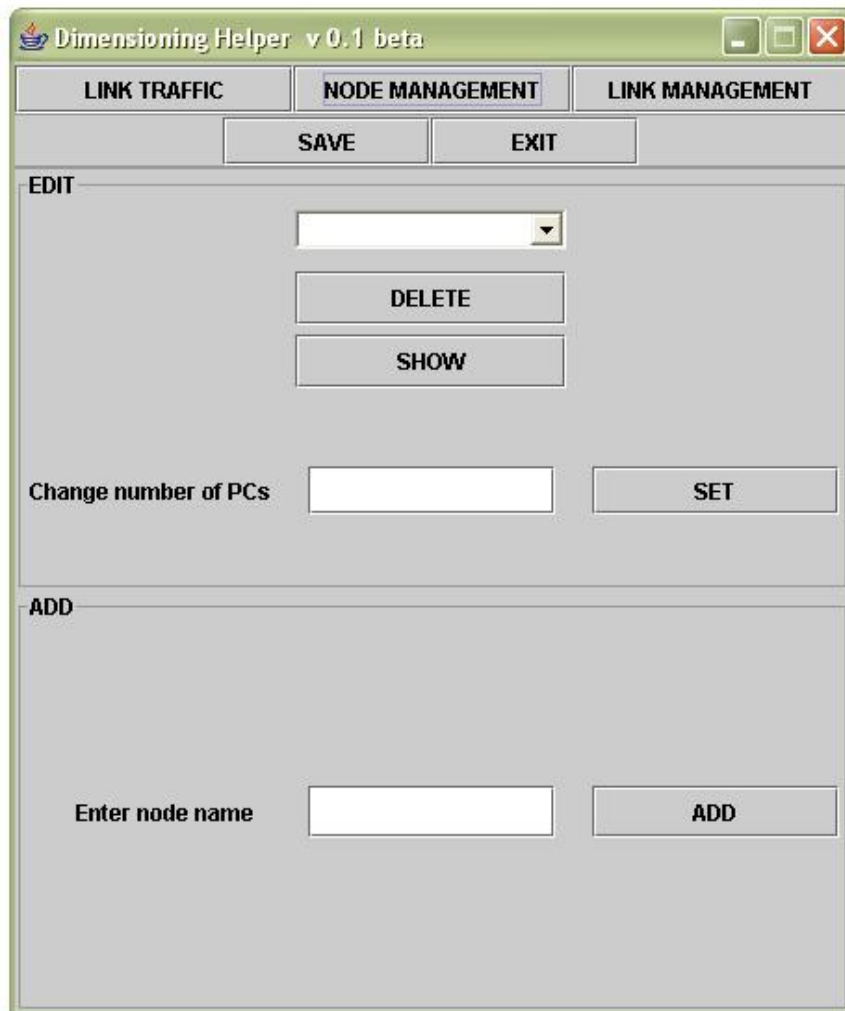 Dimensioning Helper v 0.1 beta
LINK TRAFFIC NODE MANAGEMENT LINK MANAGEMENT
SAVE EXIT
EDIT
DELETE
SHOW
Change number of PCs SET
ADD
Enter node name ADD